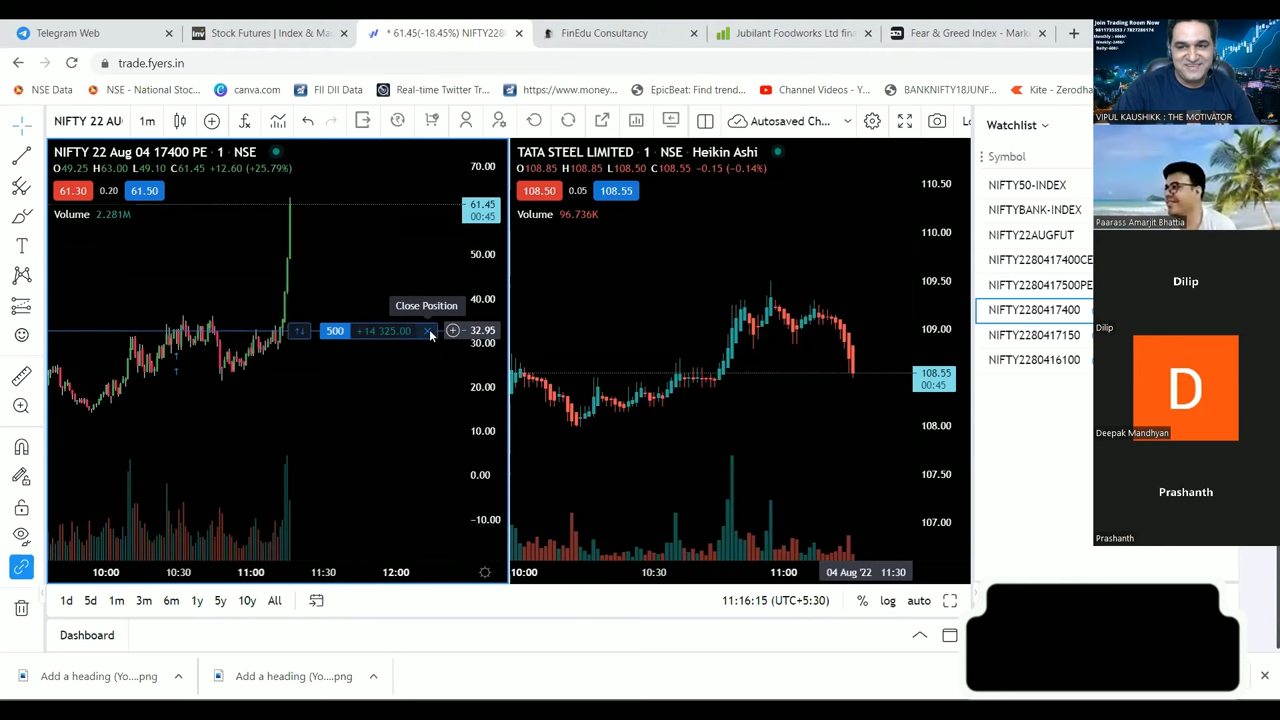 Telegram Web
Stock Futures | Index & Ma
* 61.45(-18.45%) NIFTY228
FinEdu Consultancy
Jubilant Foodworks Ltd fina
Fear & Greed Index - Mark
trade.fyers.in
NSE Data
NSE - National Stoc...
canva.com
FII DII Data
Real-time Twitter Tr...
https://www.money...
EpicBeat: Find trend...
Channel Videos - Y...
BANKNIFTY18JUNF...
Kite - Zerodha
NIFTY 22 AU
1m
Autosaved Ch...
Lo
NIFTY 22 Aug 04 17400 PE · 1 · NSE
O49.25 H63.00 L49.10 C61.45 +12.60 (+25.79%)
61.30 0.20 61.50
Volume 2.281M
70.00
61.45
00:45
50.00
40.00
32.95
30.00
20.00
10.00
0.00
−10.00
Close Position
500 +14 325.00
10:00 10:30 11:00 11:30 12:00
TATA STEEL LIMITED · 1 · NSE · Heikin Ashi
O108.85 H108.85 L108.50 C108.55 −0.15 (−0.14%)
108.50 0.05 108.55
Volume 96.736K
110.50
110.00
109.50
109.00
108.55
00:45
108.00
107.50
107.00
10:00 10:30 11:00 04 Aug '22 11:30
Watchlist
Symbol
NIFTY50-INDEX
NIFTYBANK-INDEX
NIFTY22AUGFUT
NIFTY2280417400CE
NIFTY2280417500PE
NIFTY2280417400
NIFTY2280417150
NIFTY2280416100
1d 5d 1m 3m 6m 1y 5y 10y All
11:16:15 (UTC+5:30)
% log auto
Dashboard
Add a heading (Yo....png
Add a heading (Yo....png
Join Trading Room Now
9811735353 / 7827286174
VIPUL KAUSHIKK : THE MOTIVATOR
Paarass Amarjit Bhattia
Dilip
Dilip
D
Deepak Mandhyan
Prashanth
Prashanth